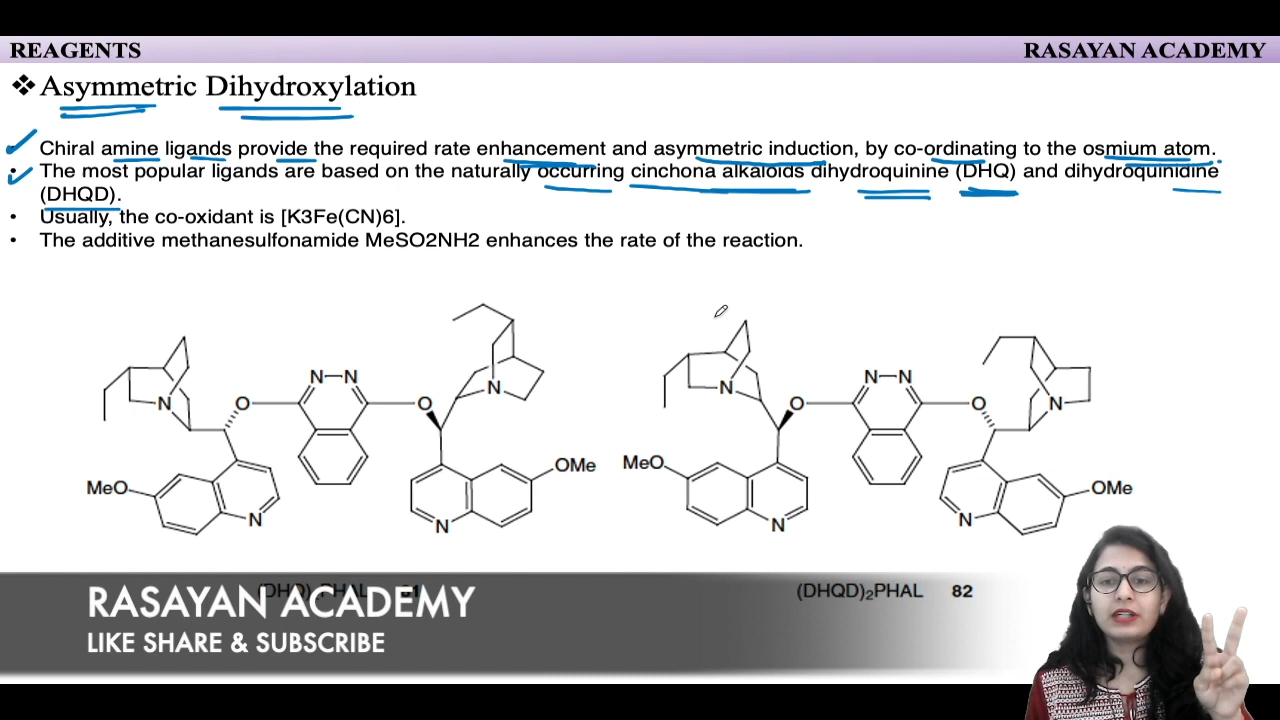 REAGENTS
RASAYAN ACADEMY
❖Asymmetric Dihydroxylation
Chiral amine ligands provide the required rate enhancement and asymmetric induction, by co-ordinating to the osmium atom.
• The most popular ligands are based on the naturally occurring cinchona alkaloids dihydroquinine (DHQ) and dihydroquinidine
(DHQD).
• Usually, the co-oxidant is [K3Fe(CN)6].
• The additive methanesulfonamide MeSO2NH2 enhances the rate of the reaction.
N N
N O O N
MeO OMe
N N
N N
N O O N
MeO OMe
N N
(DHQD)₂PHAL 82
RASAYAN ACADEMY
LIKE SHARE & SUBSCRIBE